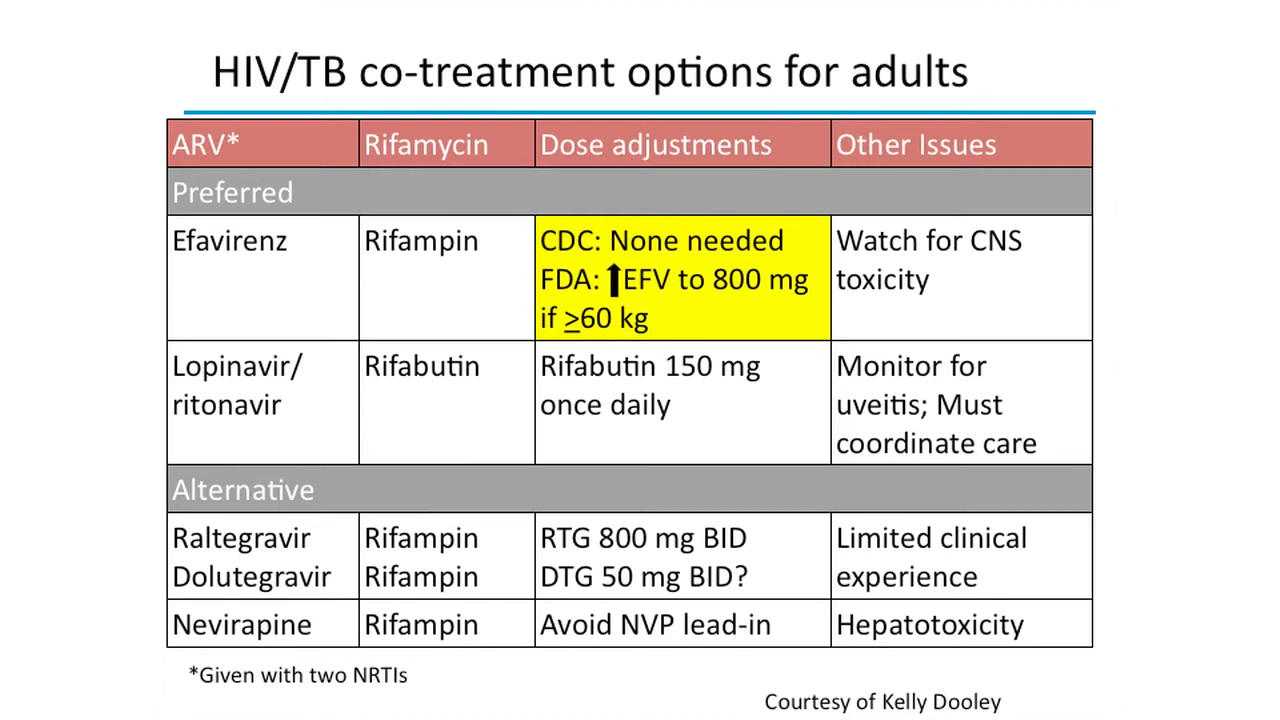 HIV/TB co-treatment options for adults
ARV* Rifamycin Dose adjustments Other Issues
Preferred
Efavirenz Rifampin CDC: None needed Watch for CNS
FDA: ⬆EFV to 800 mg toxicity
if ≥60 kg
Lopinavir/ Rifabutin Rifabutin 150 mg Monitor for
ritonavir once daily uveitis; Must
coordinate care
Alternative
Raltegravir Rifampin RTG 800 mg BID Limited clinical
Dolutegravir Rifampin DTG 50 mg BID? experience
Nevirapine Rifampin Avoid NVP lead-in Hepatotoxicity
*Given with two NRTIs
Courtesy of Kelly Dooley